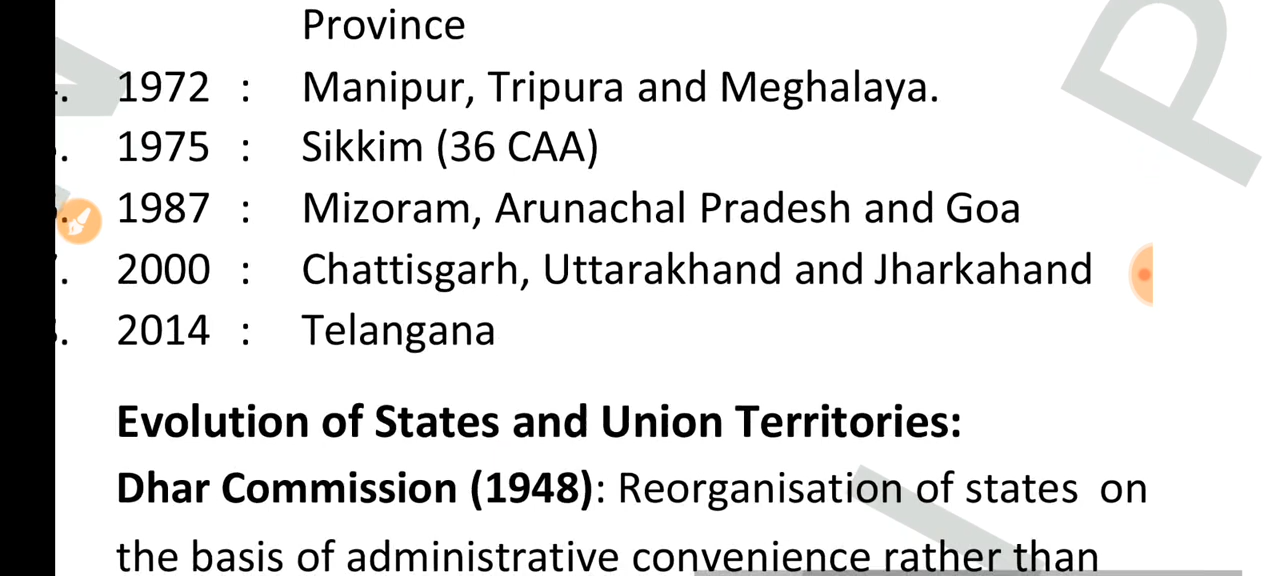 Province
. 1972 : Manipur, Tripura and Meghalaya.
. 1975 : Sikkim (36 CAA)
. 1987 : Mizoram, Arunachal Pradesh and Goa
. 2000 : Chattisgarh, Uttarakhand and Jharkahand
. 2014 : Telangana
Evolution of States and Union Territories:
Dhar Commission (1948): Reorganisation of states on
the basis of administrative convenience rather than